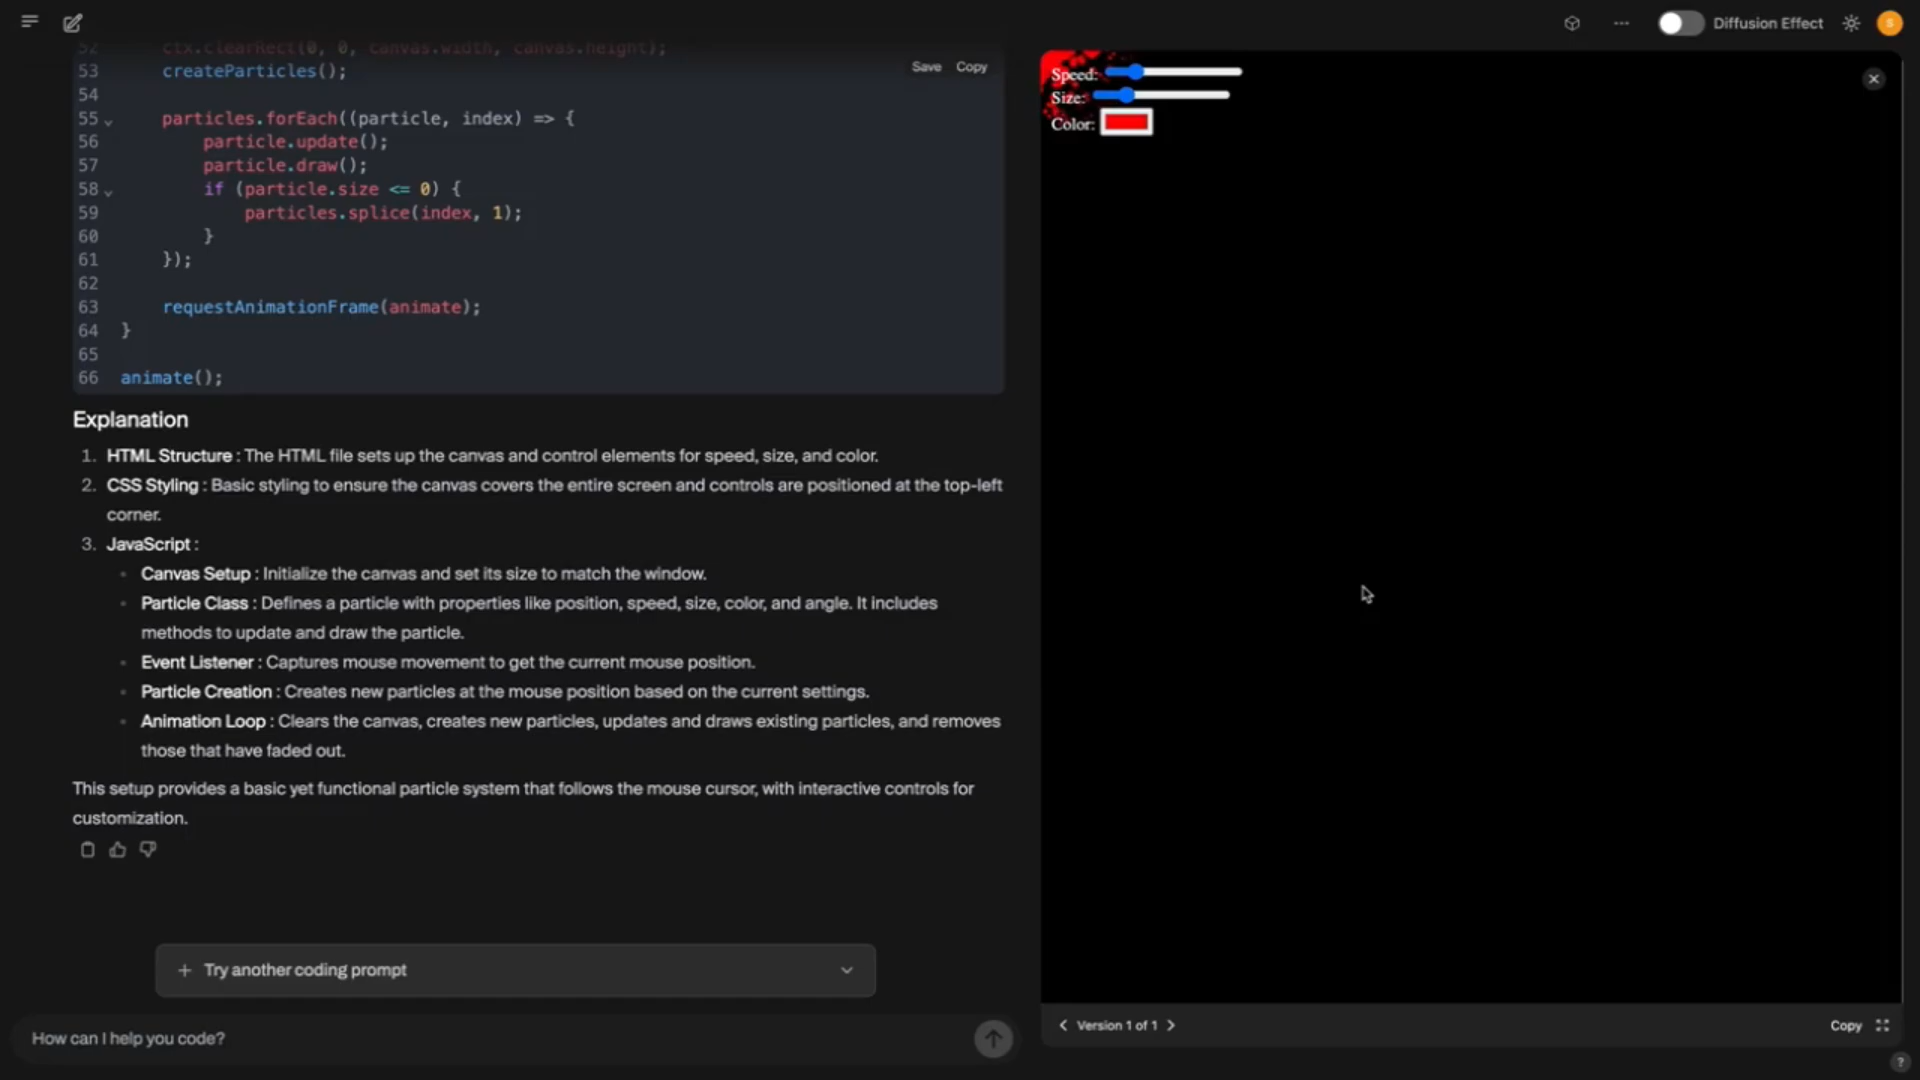 Diffusion Effect
S
52 ctx.clearRect(0, 0, canvas.width, canvas.height);
53 createParticles();
Save Copy
54
55 particles.forEach((particle, index) => {
56 particle.update();
57 particle.draw();
58 if (particle.size <= 0) {
59 particles.splice(index, 1);
60 }
61 });
62
63 requestAnimationFrame(animate);
64 }
65
66 animate();
Explanation
1. HTML Structure : The HTML file sets up the canvas and control elements for speed, size, and color.
2. CSS Styling : Basic styling to ensure the canvas covers the entire screen and controls are positioned at the top-left
corner.
3. JavaScript :
Canvas Setup : Initialize the canvas and set its size to match the window.
Particle Class : Defines a particle with properties like position, speed, size, color, and angle. It includes
methods to update and draw the particle.
Event Listener : Captures mouse movement to get the current mouse position.
Particle Creation : Creates new particles at the mouse position based on the current settings.
Animation Loop : Clears the canvas, creates new particles, updates and draws existing particles, and removes
those that have faded out.
This setup provides a basic yet functional particle system that follows the mouse cursor, with interactive controls for
customization.
+ Try another coding prompt
How can I help you code?
Speed:
Size:
Color:
Version 1 of 1
Copy
?